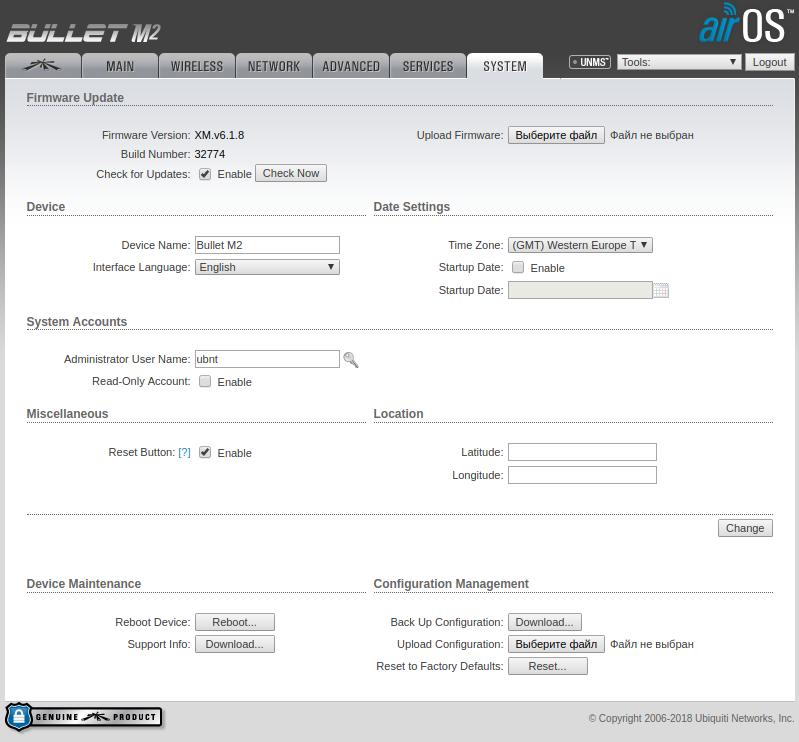 BULLET M2
airOS™
MAIN WIRELESS NETWORK ADVANCED SERVICES SYSTEM UNMS™ Tools: Logout
Firmware Update
Firmware Version: XM.v6.1.8
Upload Firmware: Выберите файл Файл не выбран
Build Number: 32774
Check for Updates: Enable Check Now
Device
Date Settings
Device Name: Bullet M2
Time Zone: (GMT) Western Europe T
Interface Language: English
Startup Date: Enable
Startup Date:
System Accounts
Administrator User Name: ubnt
Read-Only Account: Enable
Miscellaneous
Location
Reset Button: [?] Enable
Latitude:
Longitude:
Change
Device Maintenance
Configuration Management
Reboot Device: Reboot...
Back Up Configuration: Download...
Support Info: Download...
Upload Configuration: Выберите файл Файл не выбран
Reset to Factory Defaults: Reset...
GENUINE PRODUCT
© Copyright 2006-2018 Ubiquiti Networks, Inc.